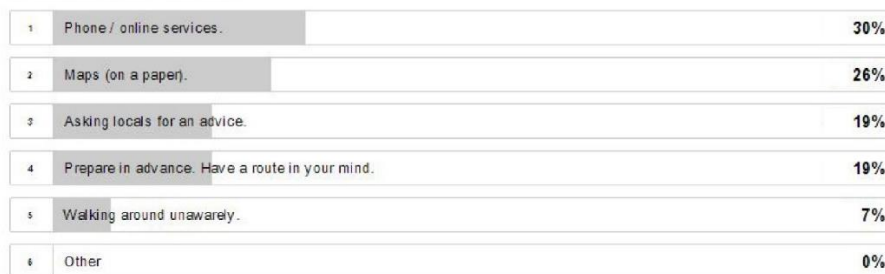 1 Phone / online services. 30%
2 Maps (on a paper). 26%
3 Asking locals for an advice. 19%
4 Prepare in advance. Have a route in your mind. 19%
5 Walking around unawarely. 7%
6 Other 0%